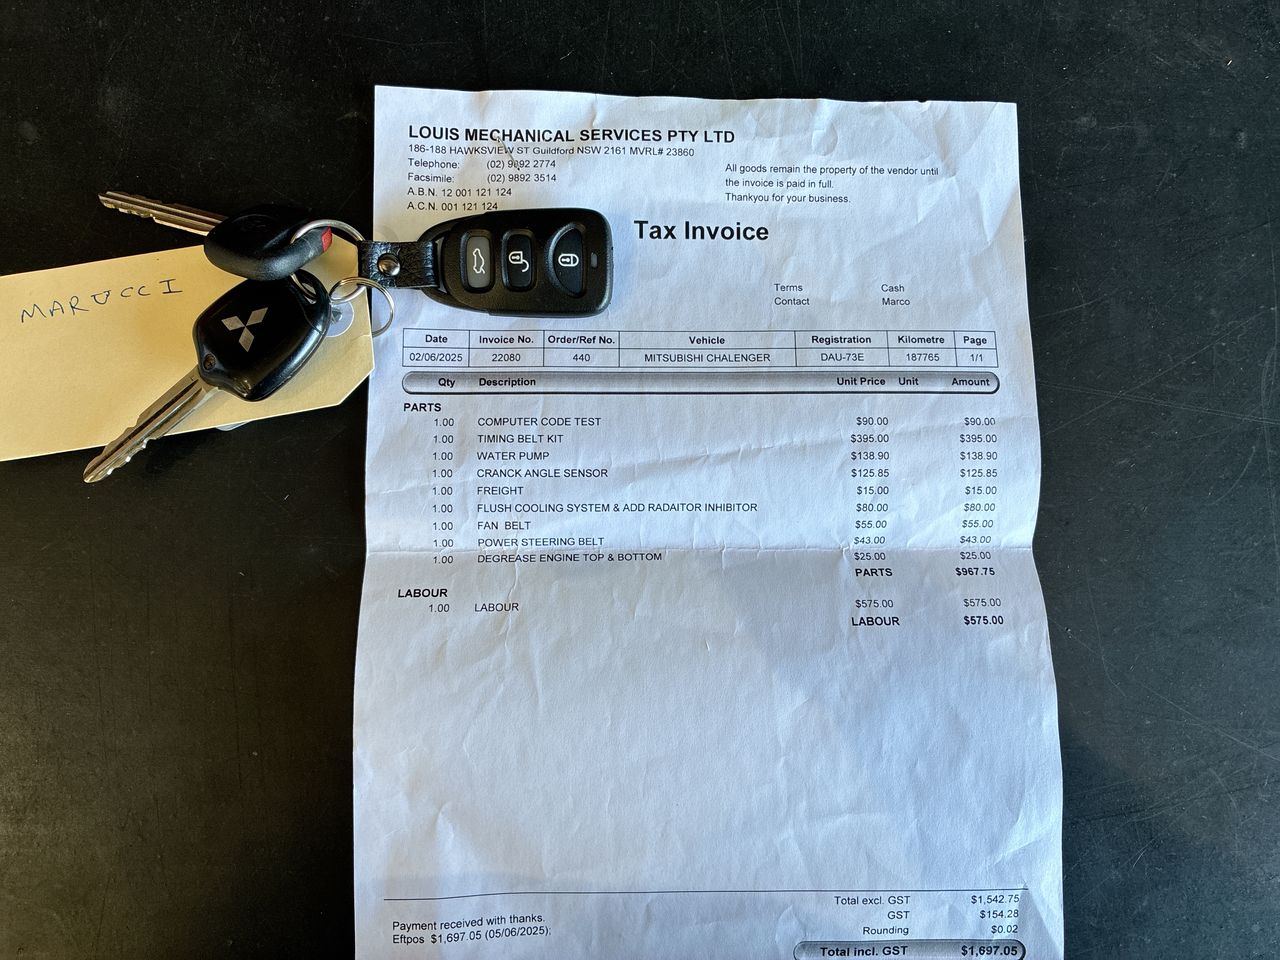 LOUIS MECHANICAL SERVICES PTY LTD
186-188 HAWKSVIEW ST Guildford NSW 2161 MVRL# 23860
Telephone: (02) 9892 2774
Facsimile: (02) 9892 3514
A.B.N. 12 001 121 124
A.C.N. 001 121 124
All goods remain the property of the vendor until
the invoice is paid in full.
Thankyou for your business.
Tax Invoice
MARUCCI
Terms Cash
Contact Marco
Date Invoice No. Order/Ref No. Vehicle Registration Kilometre Page
02/06/2025 22080 440 MITSUBISHI CHALENGER DAU-73E 187765 1/1
Qty Description Unit Price Unit Amount
PARTS
1.00 COMPUTER CODE TEST $90.00 $90.00
1.00 TIMING BELT KIT $395.00 $395.00
1.00 WATER PUMP $138.90 $138.90
1.00 CRANCK ANGLE SENSOR $125.85 $125.85
1.00 FREIGHT $15.00 $15.00
1.00 FLUSH COOLING SYSTEM & ADD RADAITOR INHIBITOR $80.00 $80.00
1.00 FAN BELT $55.00 $55.00
1.00 POWER STEERING BELT $43.00 $43.00
1.00 DEGREASE ENGINE TOP & BOTTOM $25.00 $25.00
PARTS $967.75
LABOUR
1.00 LABOUR $575.00 $575.00
LABOUR $575.00
Payment received with thanks.
Eftpos $1,697.05 (05/06/2025);
Total excl. GST $1,542.75
GST $154.28
Rounding $0.02
Total incl. GST $1,697.05